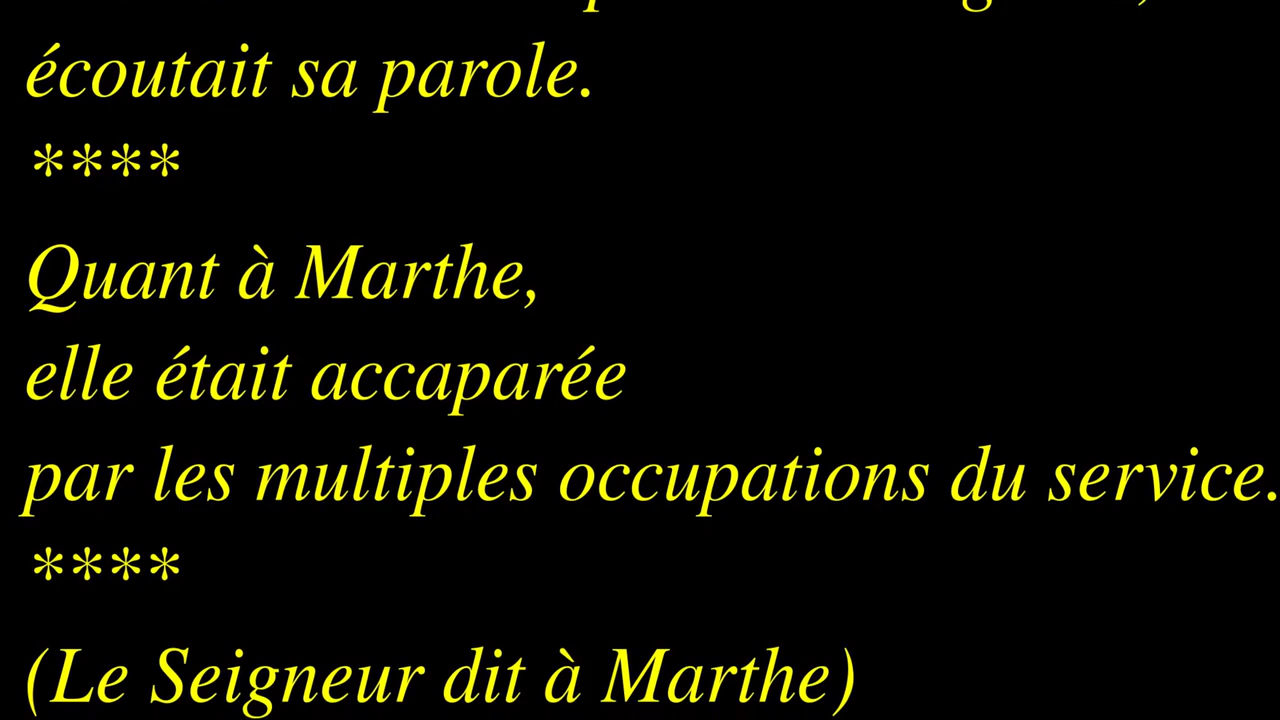 écoutait sa parole.
****
Quant à Marthe,
elle était accaparée
par les multiples occupations du service.
****
(Le Seigneur dit à Marthe)